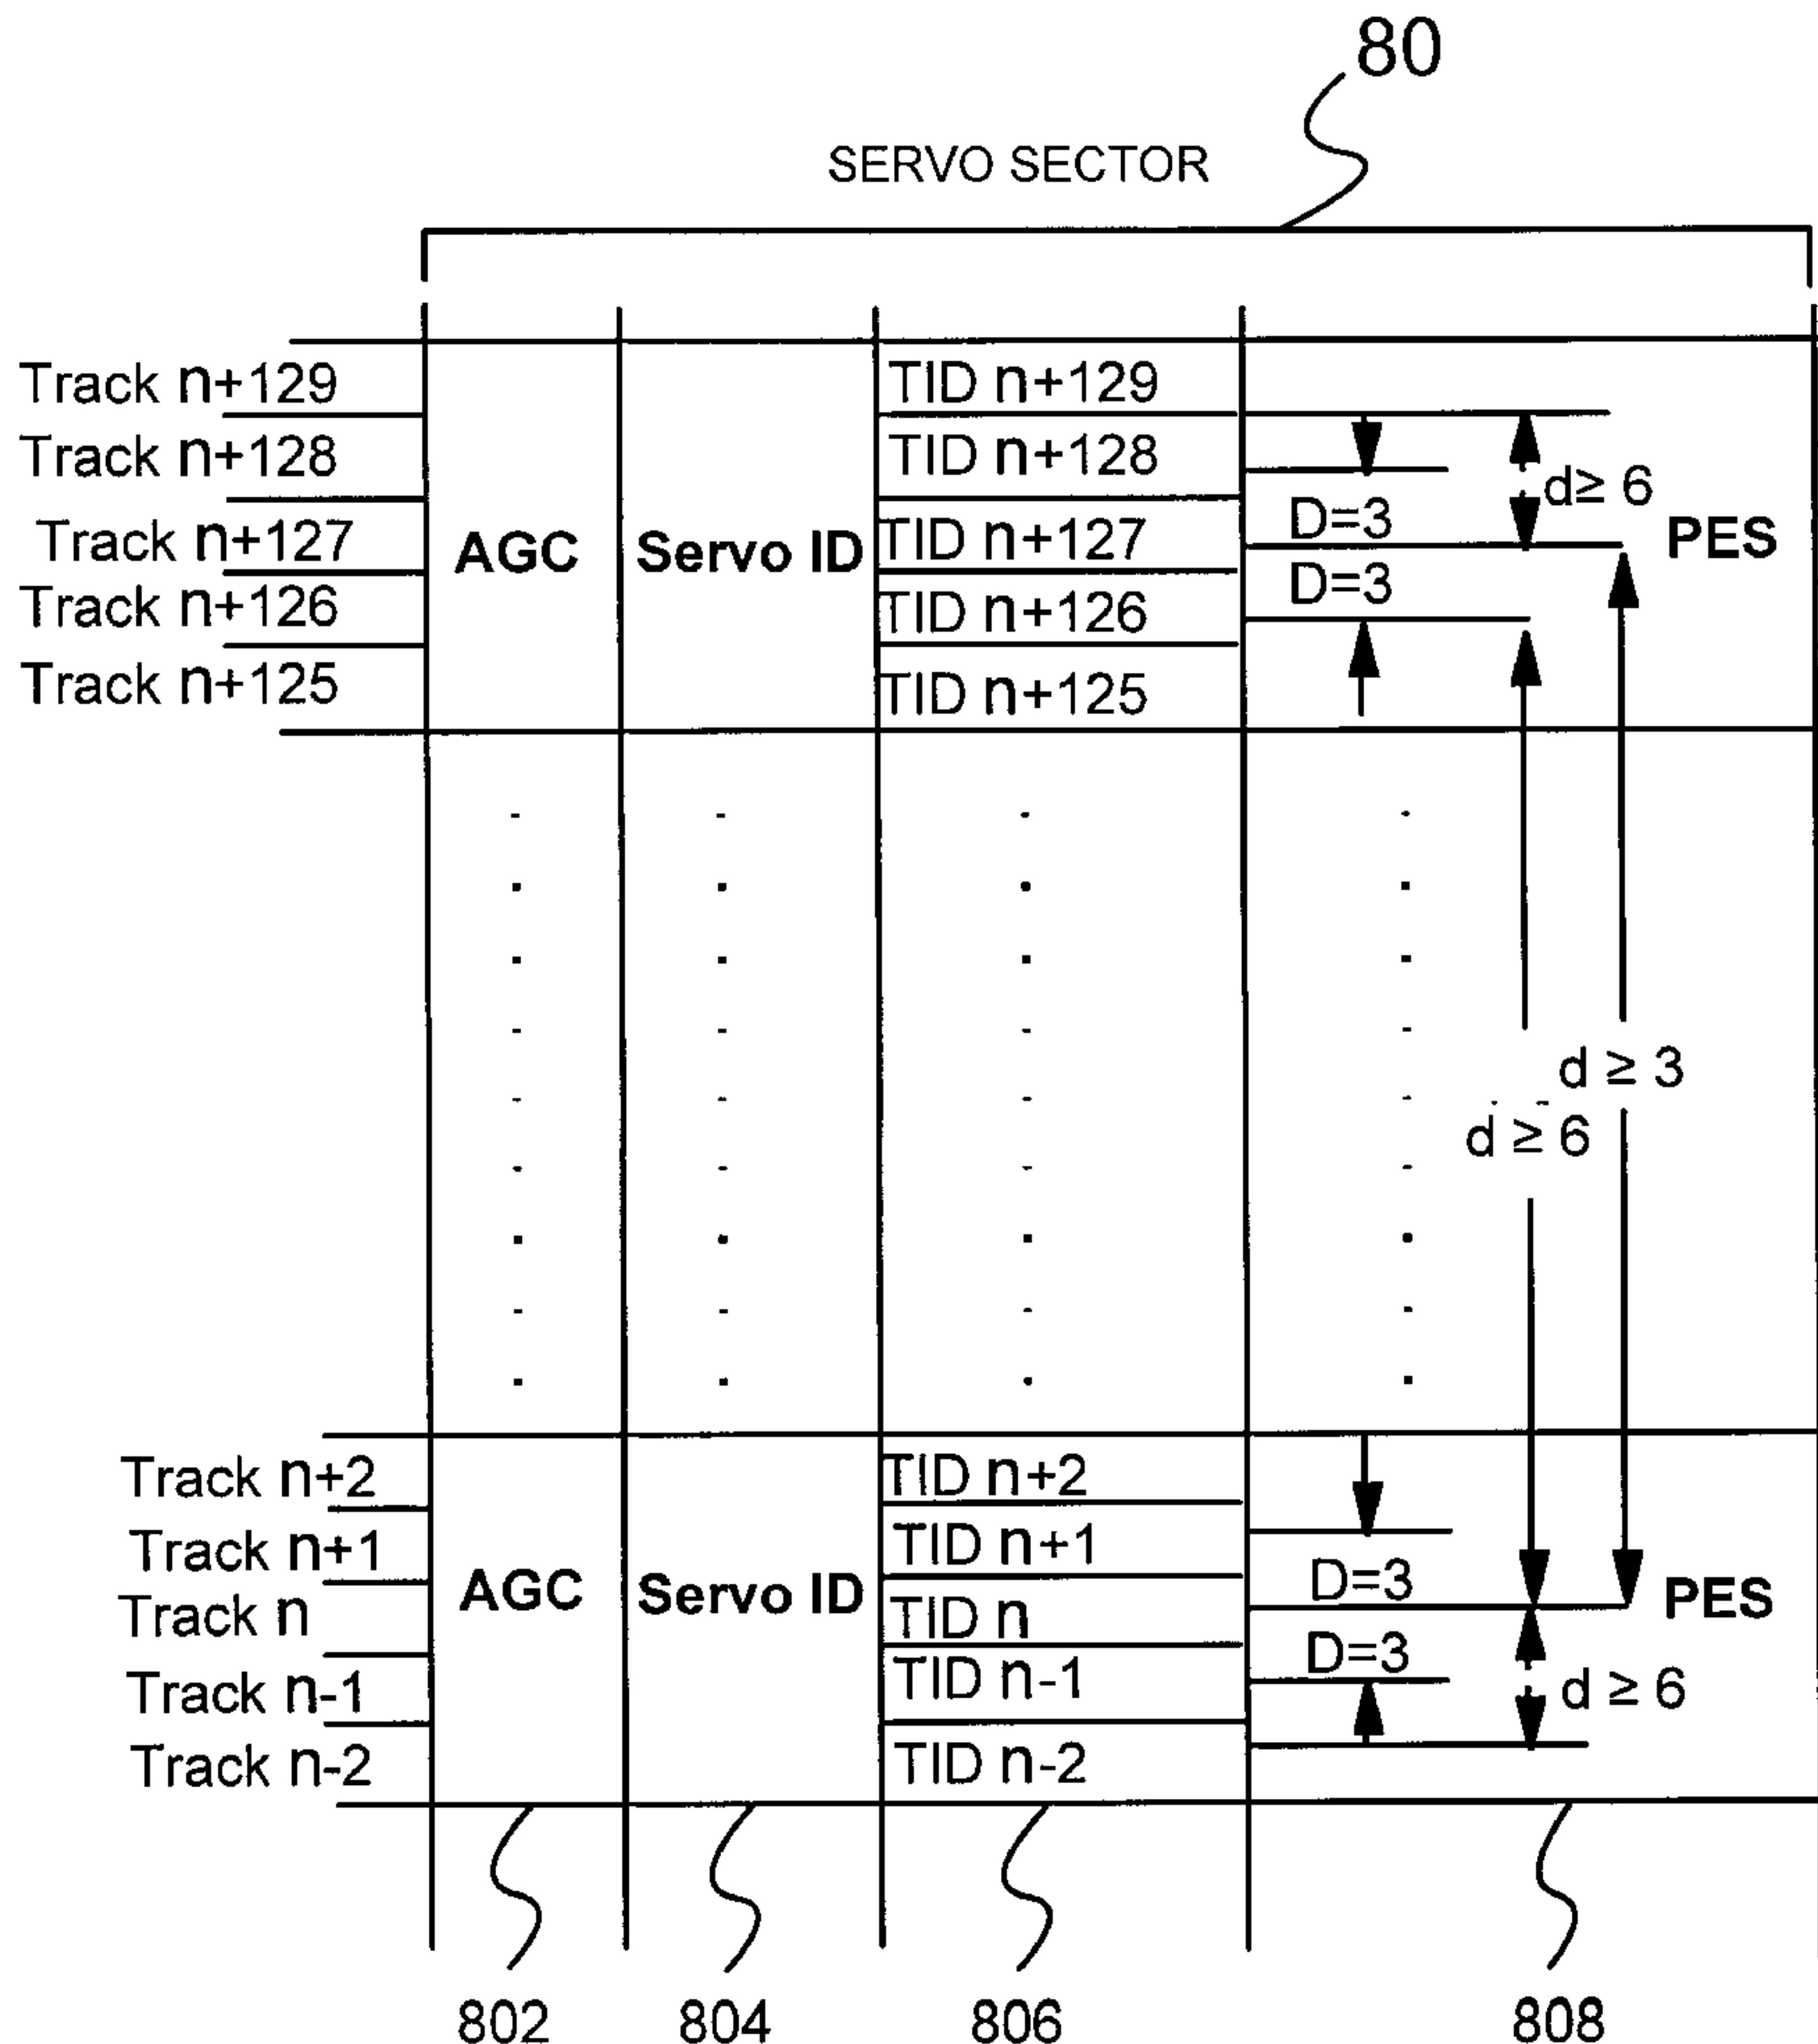 80
SERVO SECTOR
Track n+129
TID n+129
Track n+128
TID n+128
d≥ 6
D=3
Track n+127
AGC
Servo ID
TID n+127
PES
D=3
Track n+126
TID n+126
Track n+125
TID n+125
d ≥ 3
d ≥ 6
Track n+2
TID n+2
Track n+1
TID n+1
D=3
AGC
Servo ID
PES
Track n
TID n
D=3
Track n-1
TID n-1
d ≥ 6
Track n-2
TID n-2
802
804
806
808